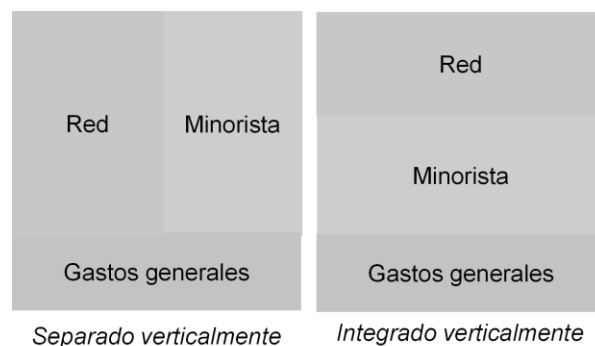 Red
Minorista
Gastos generales
Separado verticalmente
Red
Minorista
Gastos generales
Integrado verticalmente